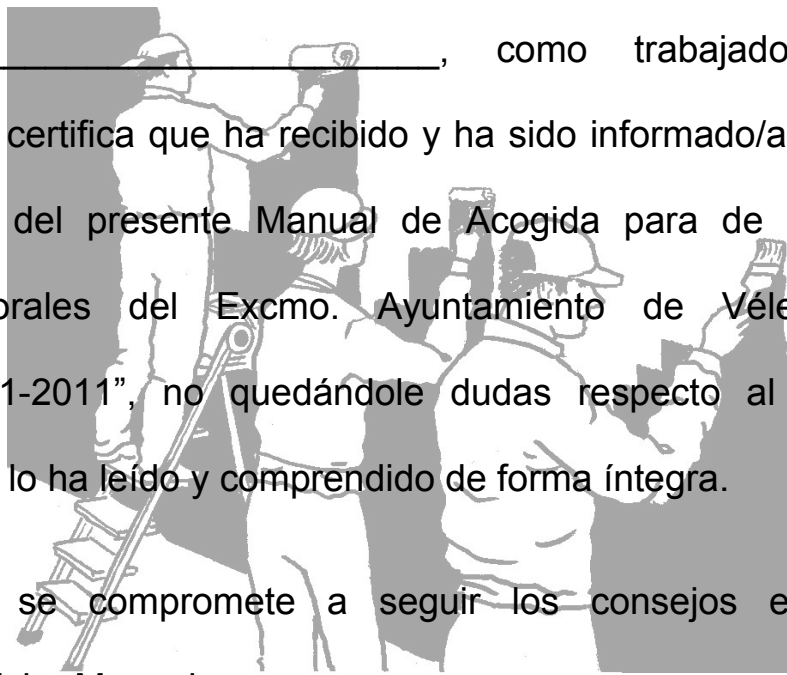 ____________________, como trabajado
certifica que ha recibido y ha sido informado/a
del presente Manual de Acogida para de
orales del Excmo. Ayuntamiento de Véle
1-2011”, no quedándole dudas respecto al
lo ha leído y comprendido de forma íntegra.
se compromete a seguir los consejos e